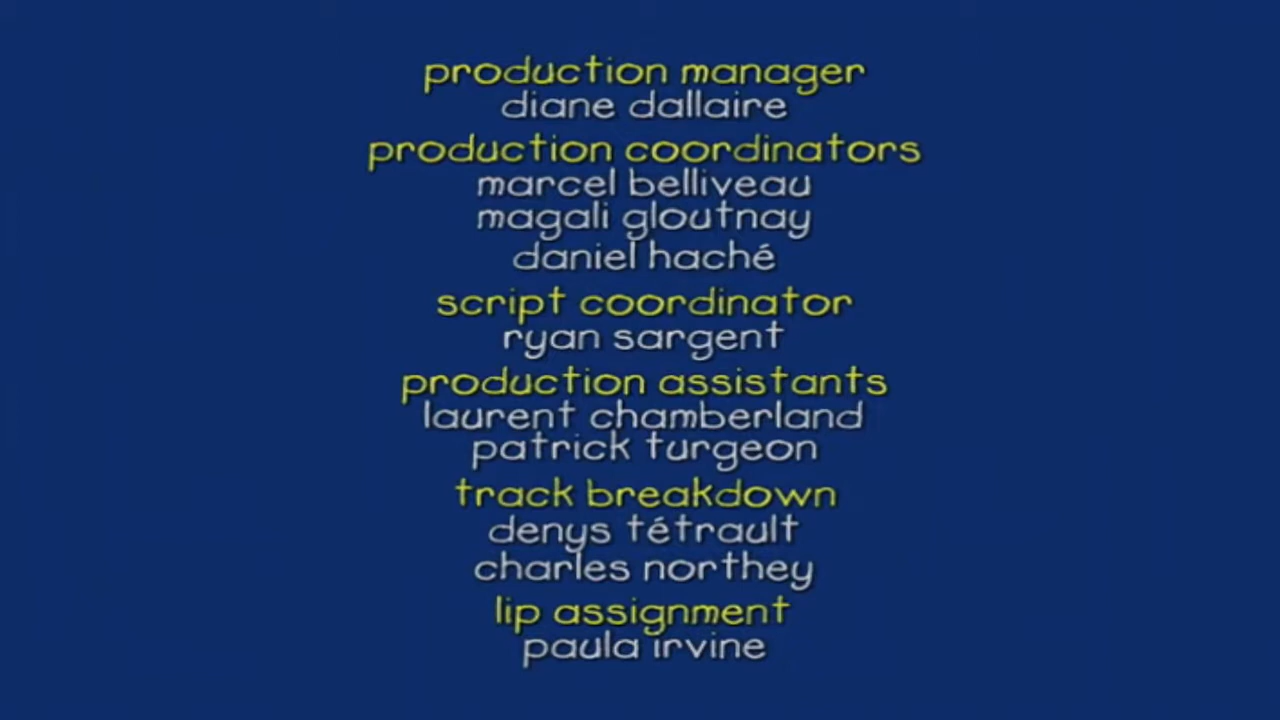 production manager
diane dallaire
production coordinators
marcel belliveau
magali gloutnay
daniel haché
script coordinator
ryan sargent
production assistants
laurent chamberland
patrick turgeon
track breakdown
denys tétrault
charles northey
lip assignment
paula irvine